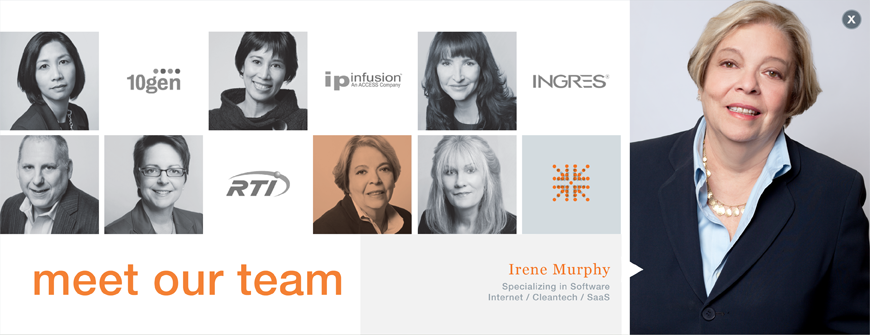 10gen
ip infusion®
An ACCESS Company
INGRES®
RTI
meet our team
Irene Murphy
Specializing in Software
Internet / Cleantech / SaaS
X